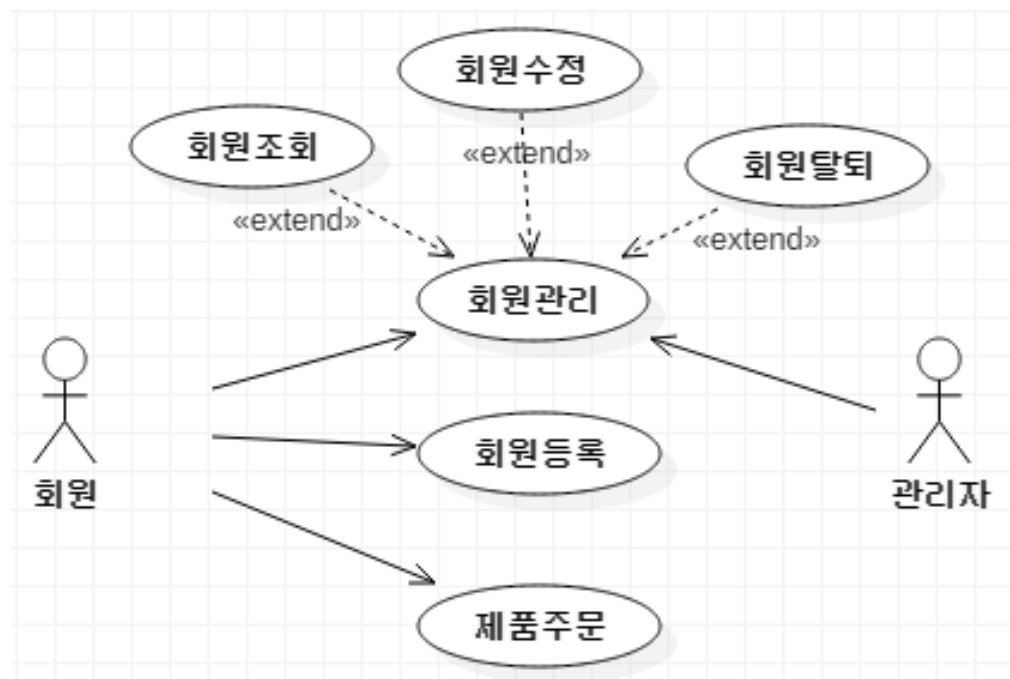 회원수정
회원조회
«extend»
회원탈퇴
«extend»
«extend»
회원관리
회원등록
회원
관리자
제품주문